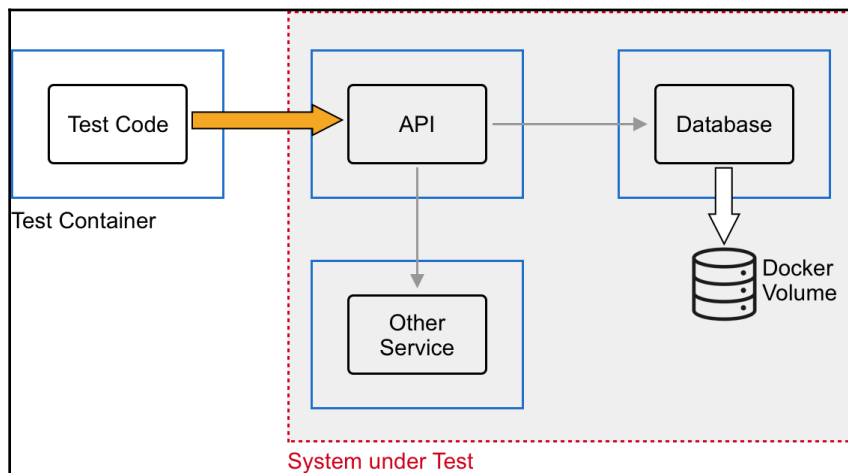 Test Code
API
Database
Test Container
Docker
Volume
Other
Service
System under Test